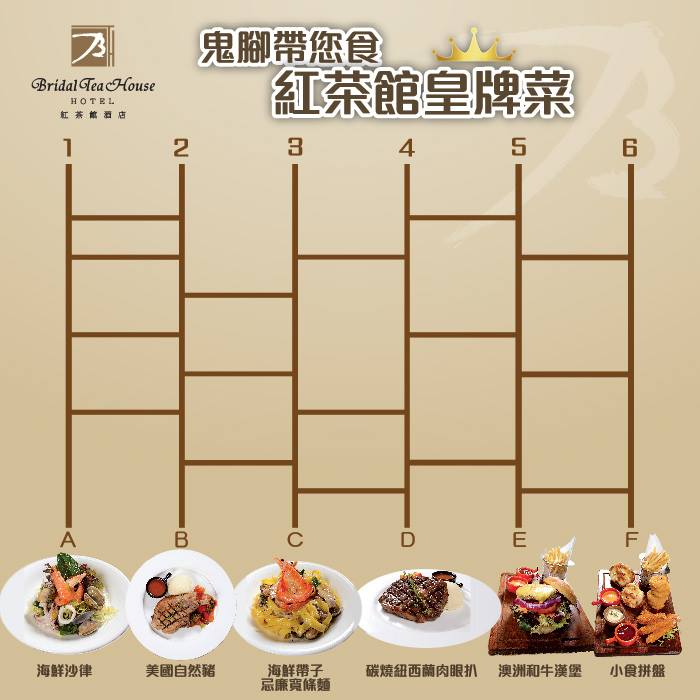 Bridal Tea House
HOTEL
紅茶館酒店
鬼腳帶您食
紅茶館皇牌菜
1 2 3 4 5 6
A B C D E F
海鮮沙律
美國自然豬
海鮮帶子
忌廉寬條麵
碳燒紐西蘭肉眼扒
澳洲和牛漢堡
小食拼盤